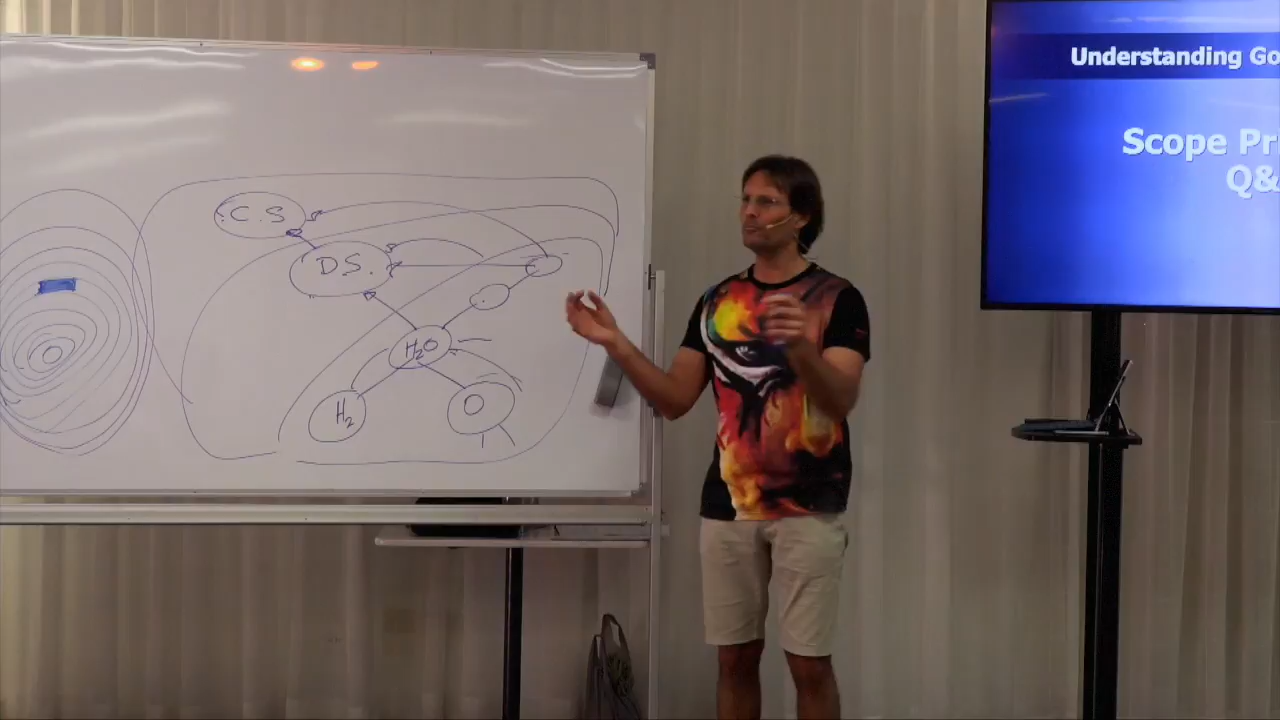 C.S
D.S.
H₂O
H₂
O
Understanding Go
Scope Pr
Q&